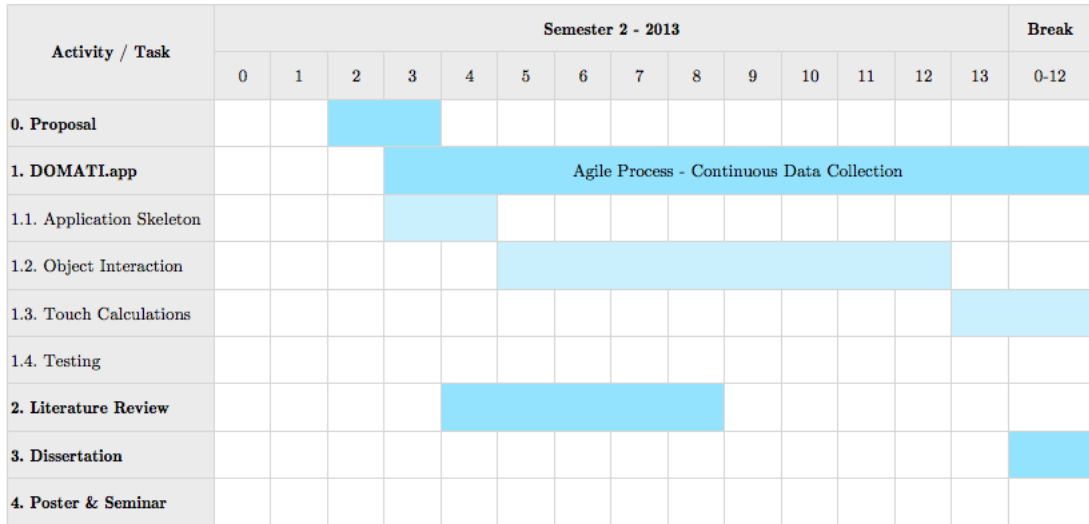 Activity / Task
Semester 2 - 2013
Break
0 1 2 3 4 5 6 7 8 9 10 11 12 13 0-12
0. Proposal
1. DOMATI.app
Agile Process - Continuous Data Collection
1.1. Application Skeleton
1.2. Object Interaction
1.3. Touch Calculations
1.4. Testing
2. Literature Review
3. Dissertation
4. Poster & Seminar